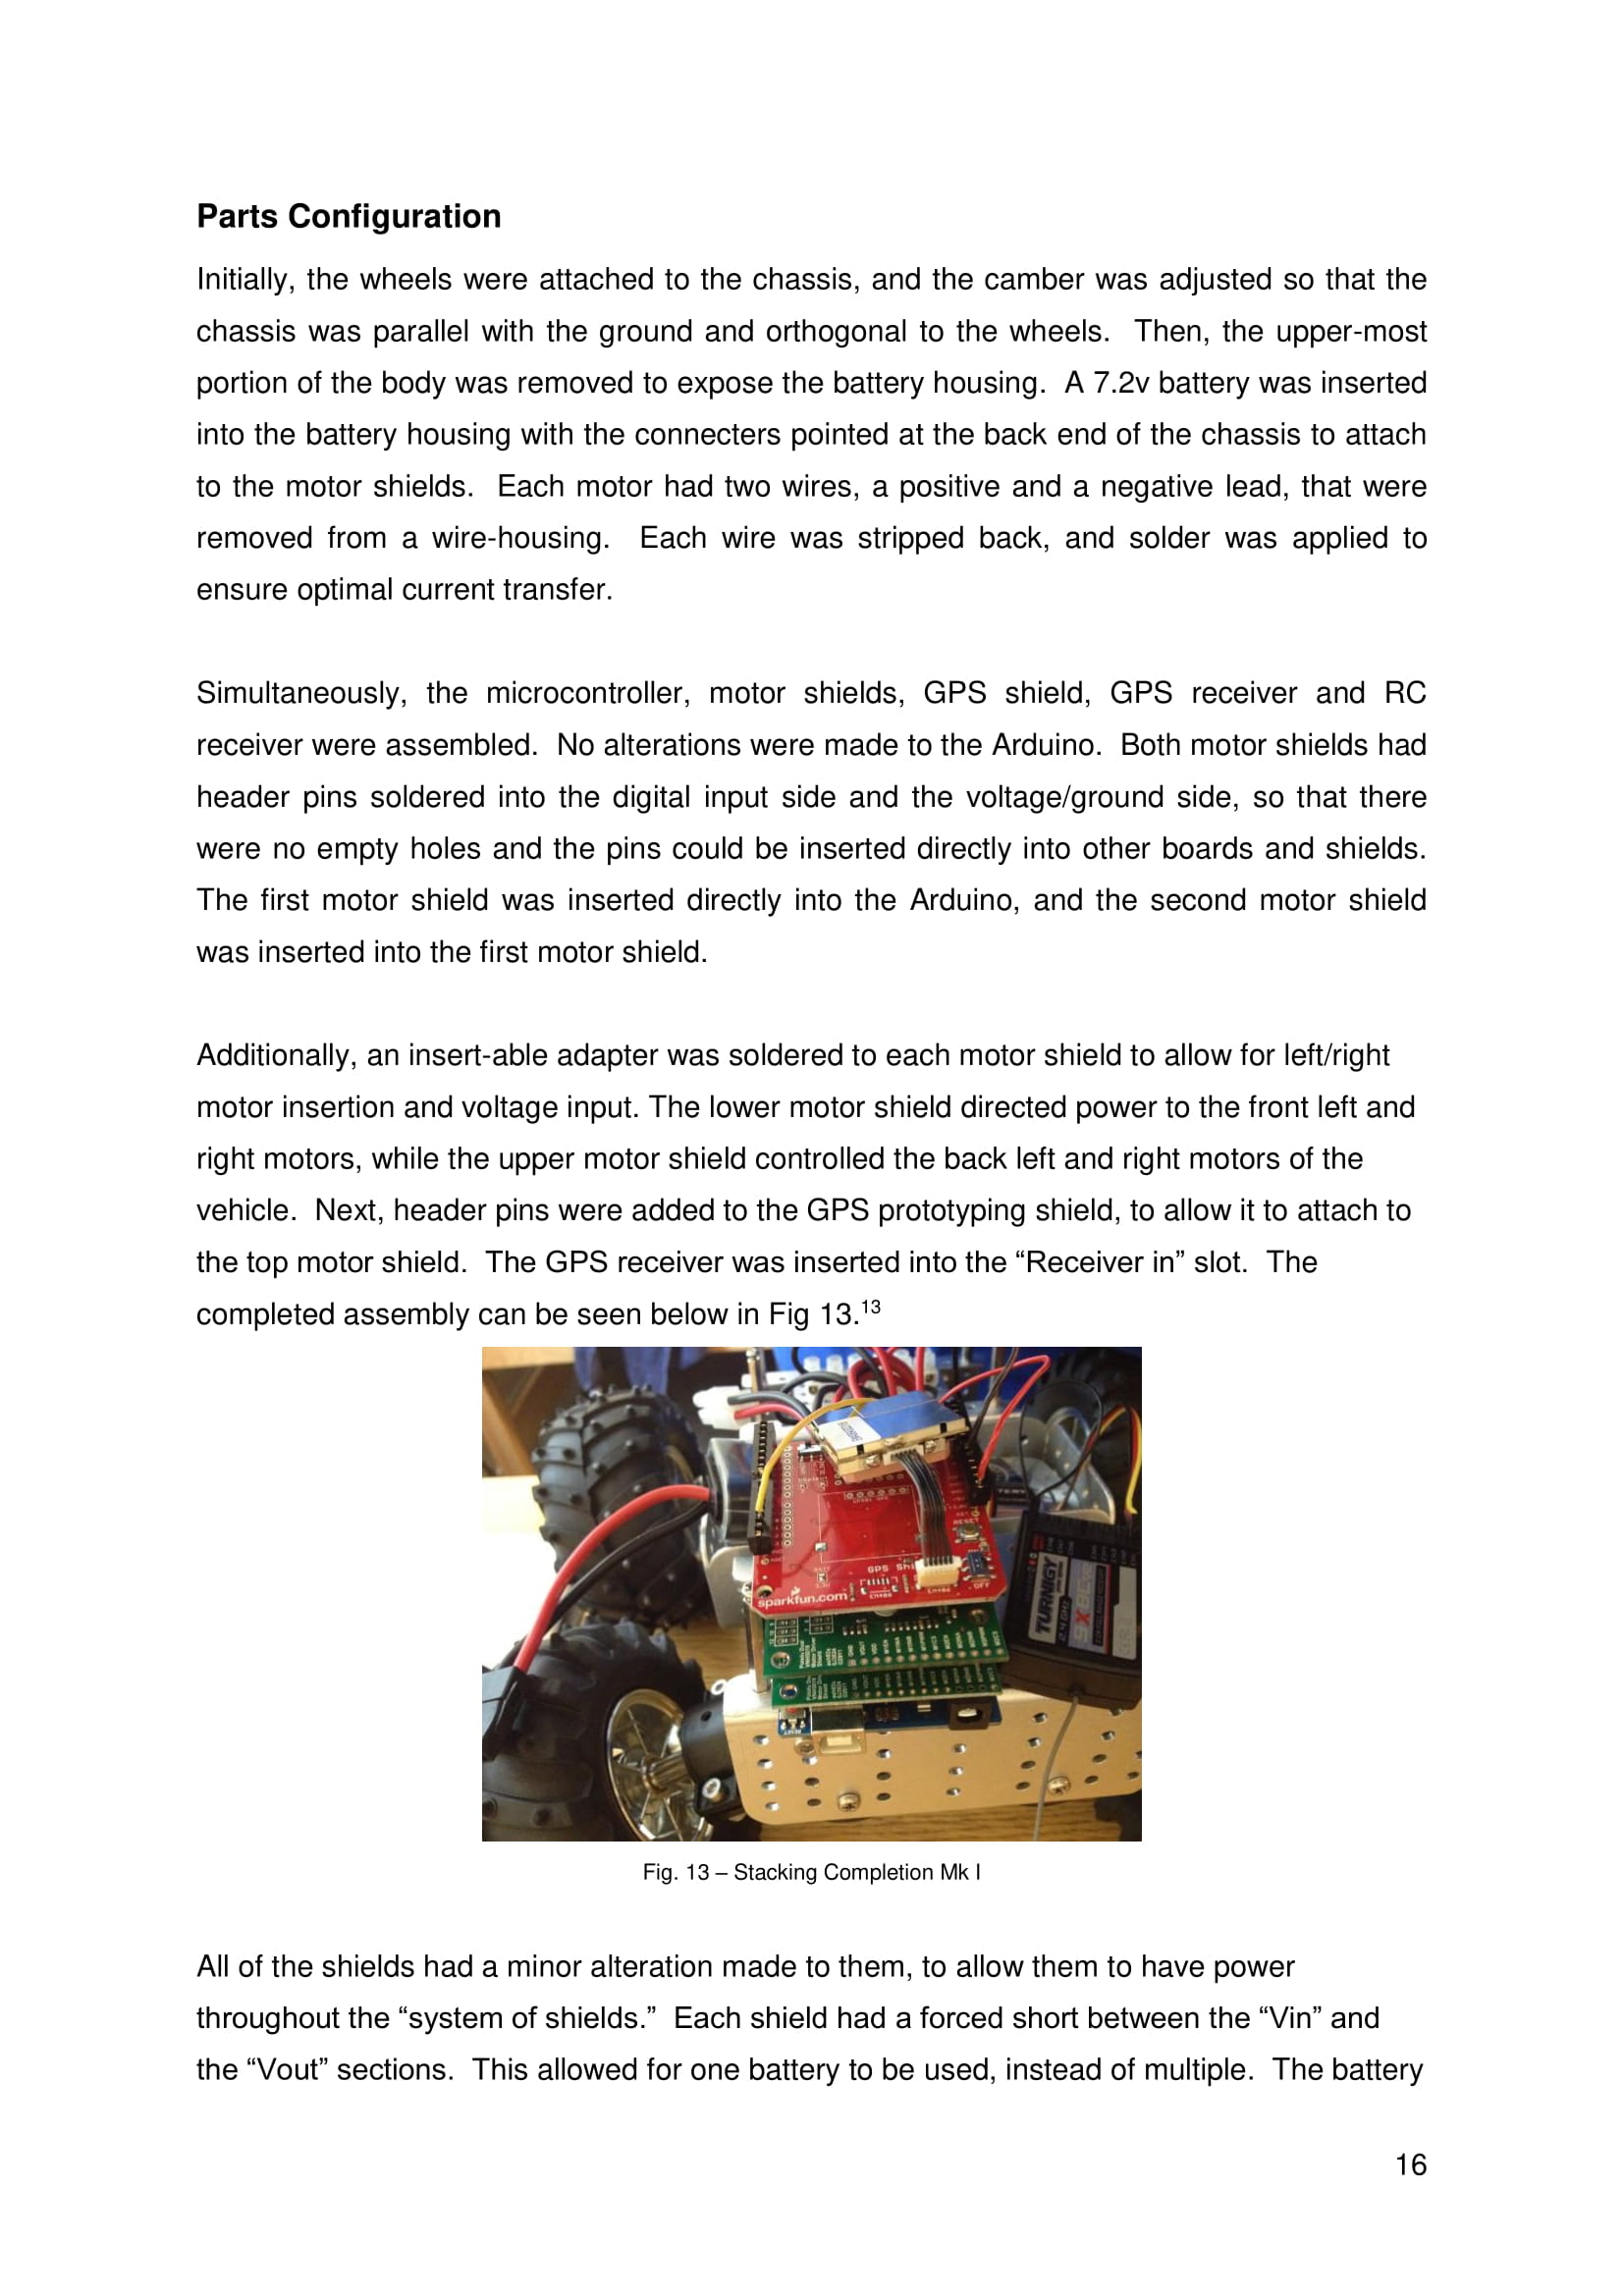 Parts Configuration
Initially, the wheels were attached to the chassis, and the camber was adjusted so that the
chassis was parallel with the ground and orthogonal to the wheels.  Then, the upper-most
portion of the body was removed to expose the battery housing.  A 7.2v battery was inserted
into the battery housing with the connecters pointed at the back end of the chassis to attach
to the motor shields.  Each motor had two wires, a positive and a negative lead, that were
removed from a wire-housing.  Each wire was stripped back, and solder was applied to
ensure optimal current transfer.
Simultaneously, the microcontroller, motor shields, GPS shield, GPS receiver and RC
receiver were assembled.  No alterations were made to the Arduino.  Both motor shields had
header pins soldered into the digital input side and the voltage/ground side, so that there
were no empty holes and the pins could be inserted directly into other boards and shields.
The first motor shield was inserted directly into the Arduino, and the second motor shield
was inserted into the first motor shield.
Additionally, an insert-able adapter was soldered to each motor shield to allow for left/right
motor insertion and voltage input. The lower motor shield directed power to the front left and
right motors, while the upper motor shield controlled the back left and right motors of the
vehicle.  Next, header pins were added to the GPS prototyping shield, to allow it to attach to
the top motor shield.  The GPS receiver was inserted into the “Receiver in” slot.  The
completed assembly can be seen below in Fig 13.¹³
RESET
GPS Shi
OFF
sparkfun.com
TURNIGY
Fig. 13 – Stacking Completion Mk I
All of the shields had a minor alteration made to them, to allow them to have power
throughout the “system of shields.”  Each shield had a forced short between the “Vin” and
the “Vout” sections.  This allowed for one battery to be used, instead of multiple.  The battery
16